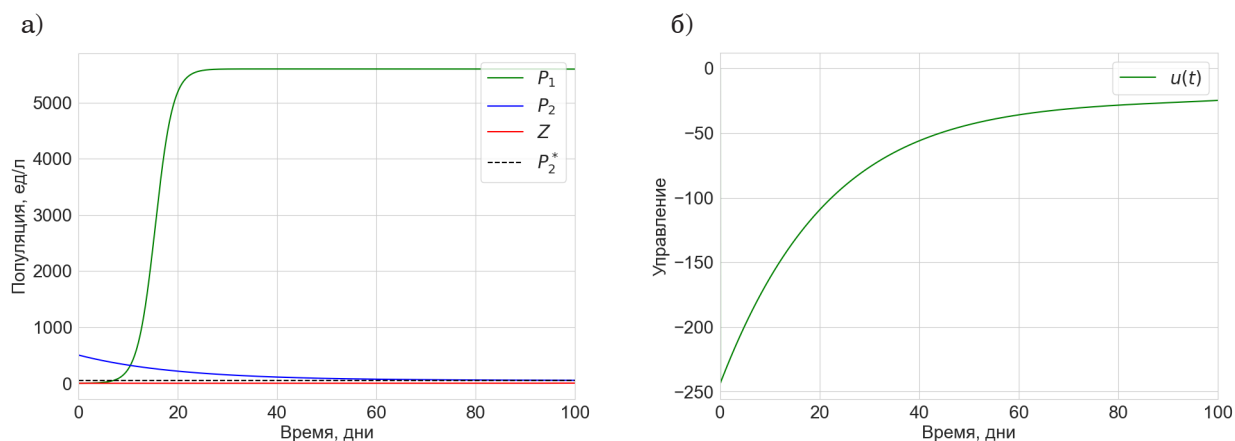 а)
P₁
P₂
Z
P₂*
5000
4000
3000
2000
1000
0
Популяция, ед/л
0 20 40 60 80 100
Время, дни
б)
u(t)
0
−50
−100
−150
−200
−250
Управление
0 20 40 60 80 100
Время, дни